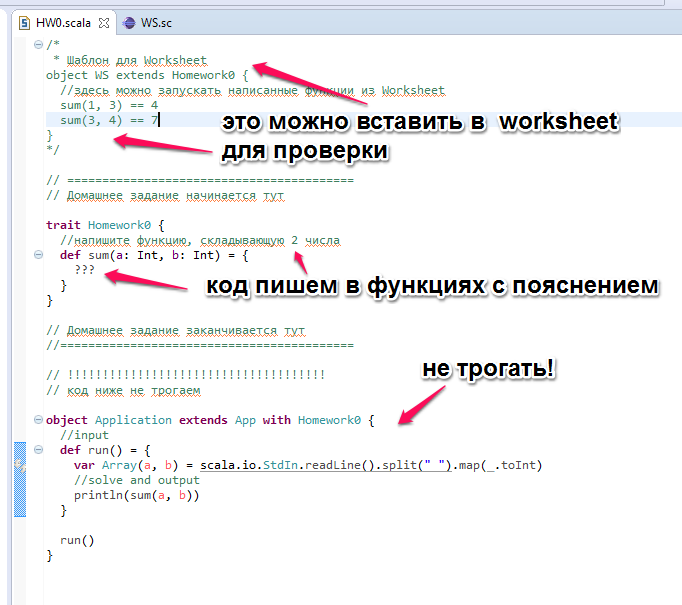 HW0.scala WS.sc
/*
 * Шаблон для Worksheet
object WS extends Homework0 {
  //здесь можно запускать написанные функции из Worksheet
  sum(1, 3) == 4
  sum(3, 4) == 7
}
*/
это можно вставить в worksheet
для проверки
// =========================================
// Домашнее задание начинается тут
trait Homework0 {
  //напишите функцию, складывающую 2 числа
  def sum(a: Int, b: Int) = {
    ???
  }
}
код пишем в функциях с пояснением
// Домашнее задание заканчивается тут
//==========================================
// !!!!!!!!!!!!!!!!!!!!!!!!!!!!!!!!!!!!!
// код ниже не трогаем
не трогать!
object Application extends App with Homework0 {
  //input
  def run() = {
    var Array(a, b) = scala.io.StdIn.readLine().split(" ").map(_.toInt)
    //solve and output
    println(sum(a, b))
  }
  run()
}